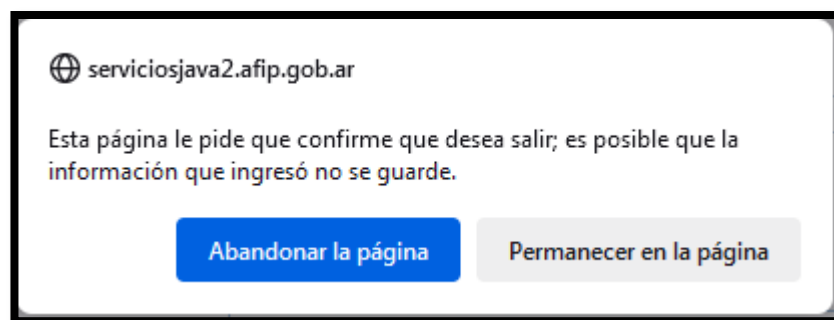 serviciosjava2.afip.gob.ar
Esta página le pide que confirme que desea salir; es posible que la
información que ingresó no se guarde.
Abandonar la página
Permanecer en la página